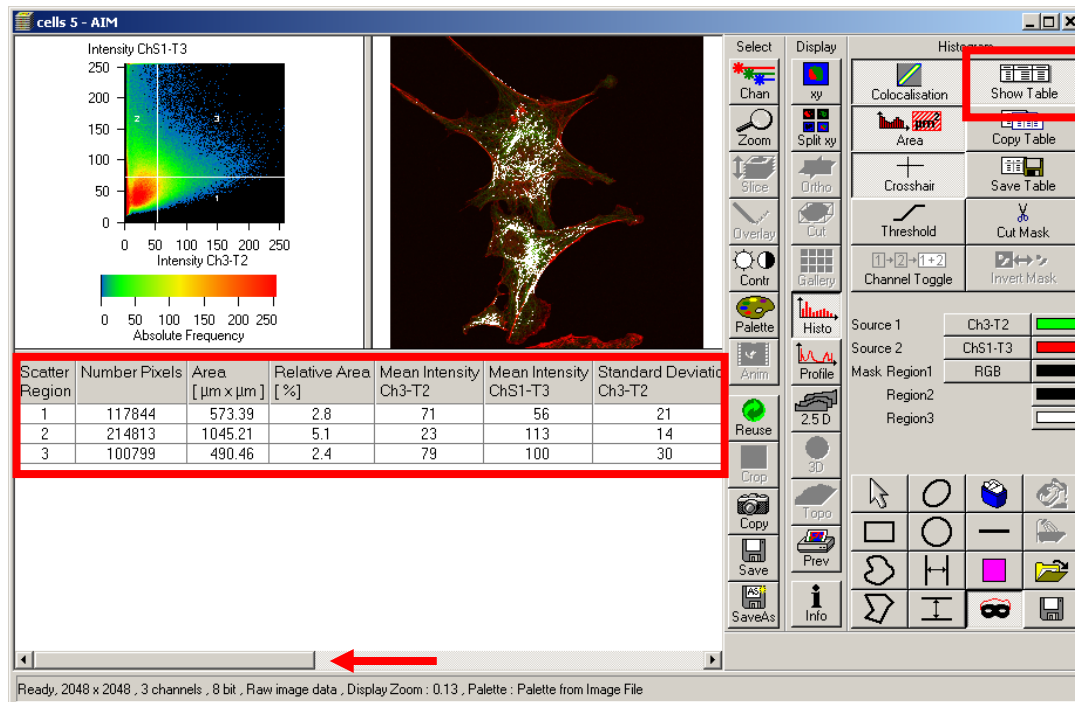 cells 5 - AIM
Intensity ChS1-T3
250
200
150
100
50
0
2
3
1
0 50 100 150 200 250
Intensity Ch3-T2
0 50 100 150 200 250
Absolute Frequency
Select
Chan
Zoom
Slice
Overlay
Contr
Palette
Anim
Reuse
Crop
Copy
Save
AS
SaveAs
Display
xy
Split xy
Ortho
Cut
Gallery
Histo
Profile
2.5 D
3D
Topo
Prev
i
Info
Colocalisation
Show Table
µm²
Area
Copy Table
Crosshair
Save Table
Threshold
Cut Mask
1 2 1+2
Channel Toggle
Invert Mask
Source 1 Ch3-T2
Source 2 ChS1-T3
Mask Region1 RGB
Region2
Region3
Scatter Number Pixels Area Relative Area Mean Intensity Mean Intensity Standard Deviatio
Region [ µm x µm ] [ %] Ch3-T2 ChS1-T3 Ch3-T2
1 117844 573.39 2.8 71 56 21
2 214813 1045.21 5.1 23 113 14
3 100799 490.46 2.4 79 100 30
Ready, 2048 x 2048 , 3 channels , 8 bit , Raw image data , Display Zoom : 0.13 , Palette : Palette from Image File